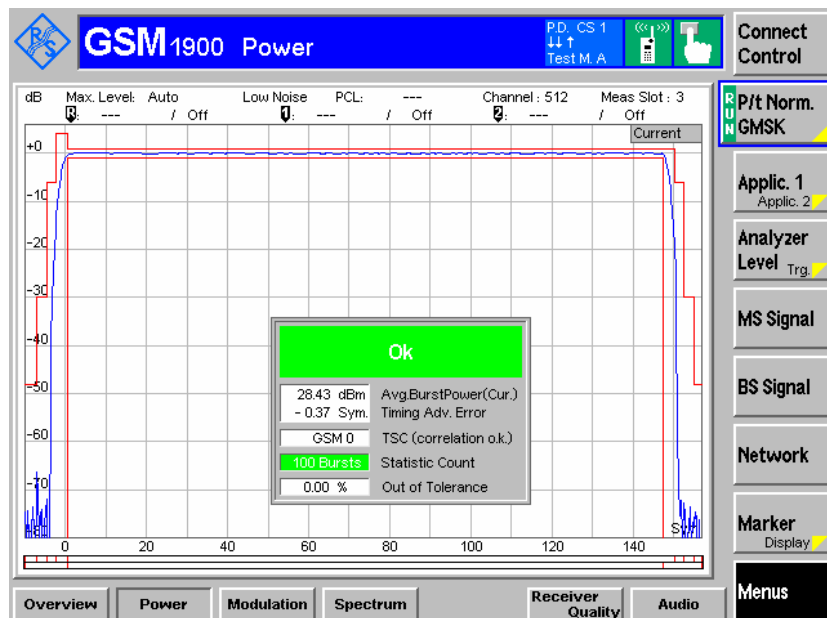 R&S
GSM 1900 Power
P.D. CS 1
Test M. A
Connect Control
dB Max. Level: Auto Low Noise PCL: --- Channel : 512 Meas Slot : 3
R: --- / Off 1: --- / Off 2: --- / Off
Current
RUN
P/t Norm. GMSK
+0
-10
-20
-30
-40
-50
-60
-70
Ok
28.43 dBm Avg.BurstPower(Cur.)
- 0.37 Sym. Timing Adv. Error
GSM 0 TSC (correlation o.k.)
100 Bursts Statistic Count
0.00 % Out of Tolerance
0 20 40 60 80 100 120 140
Applic. 1
Applic. 2
Analyzer Level Trg.
MS Signal
BS Signal
Network
Marker
Display
Menus
Overview Power Modulation Spectrum Receiver Quality Audio